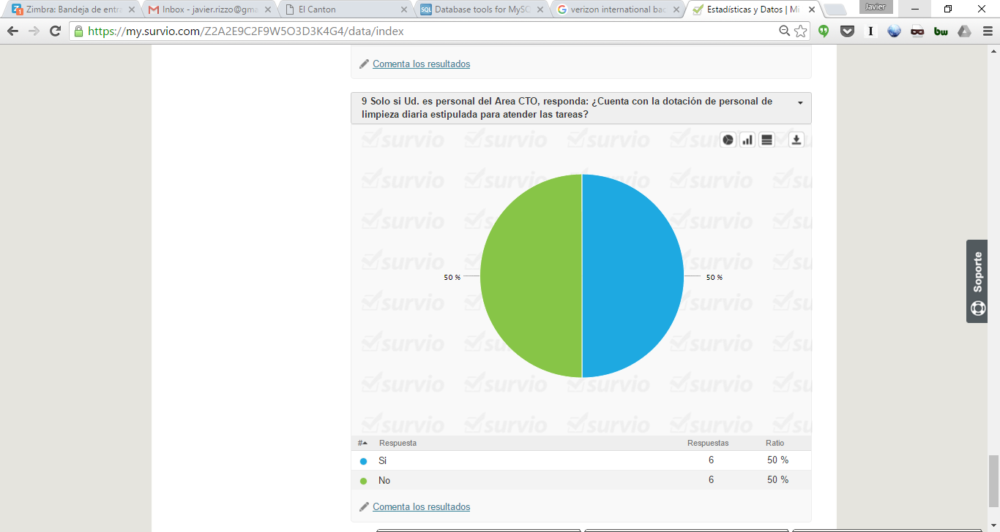 Zimbra: Bandeja de entra
Inbox - javier.rizzo@gma
El Canton
SQL Database tools for MySQ
verizon international bac
Estadísticas y Datos | Mi
Javier
https://my.survio.com/Z2A2E9C2F9W5O3D3K4G4/data/index
Comenta los resultados
9 Solo si Ud. es personal del Area CTO, responda: ¿Cuenta con la dotación de personal de
limpieza diaria estipulada para atender las tareas?
50 %
50 %
Soporte
# Respuesta Respuestas Ratio
Si 6 50 %
No 6 50 %
Comenta los resultados
survio